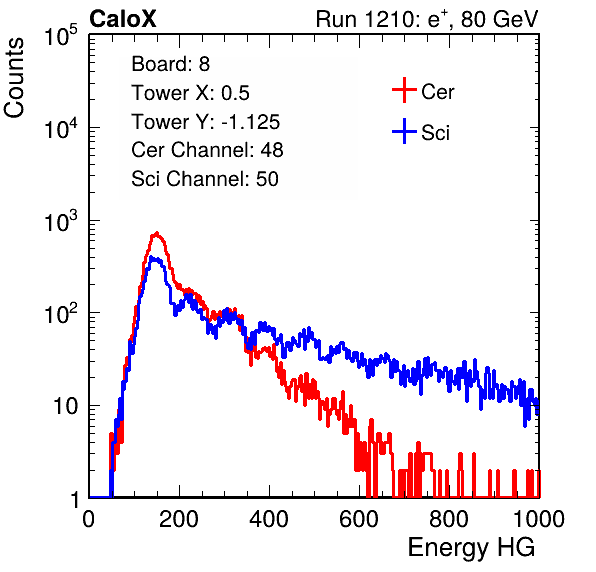 CaloX Run 1210: e⁺, 80 GeV
Counts
Board: 8
Tower X: 0.5
Tower Y: -1.125
Cer Channel: 48
Sci Channel: 50
Cer
Sci
10⁵
10⁴
10³
10²
10
1
0 200 400 600 800 1000
Energy HG